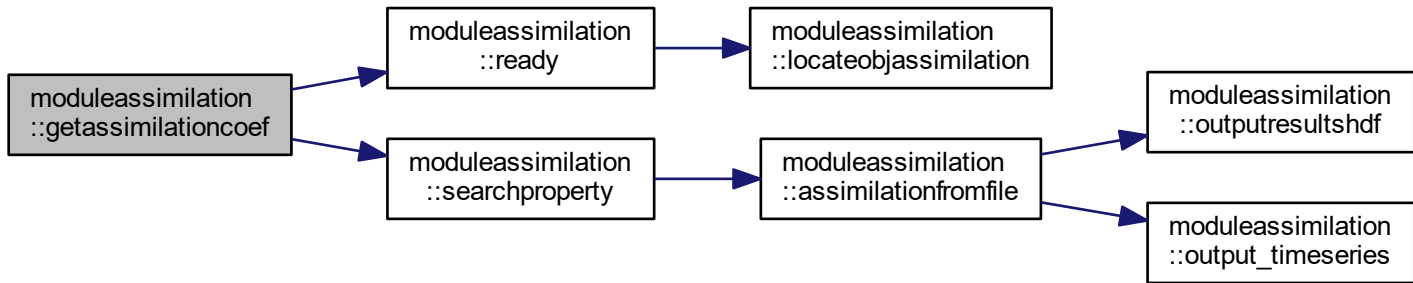 moduleassimilation
::getassimilationcoef
moduleassimilation
::ready
moduleassimilation
::locateobjassimilation
moduleassimilation
::searchproperty
moduleassimilation
::assimilationfromfile
moduleassimilation
::outputresultshdf
moduleassimilation
::output_timeseries